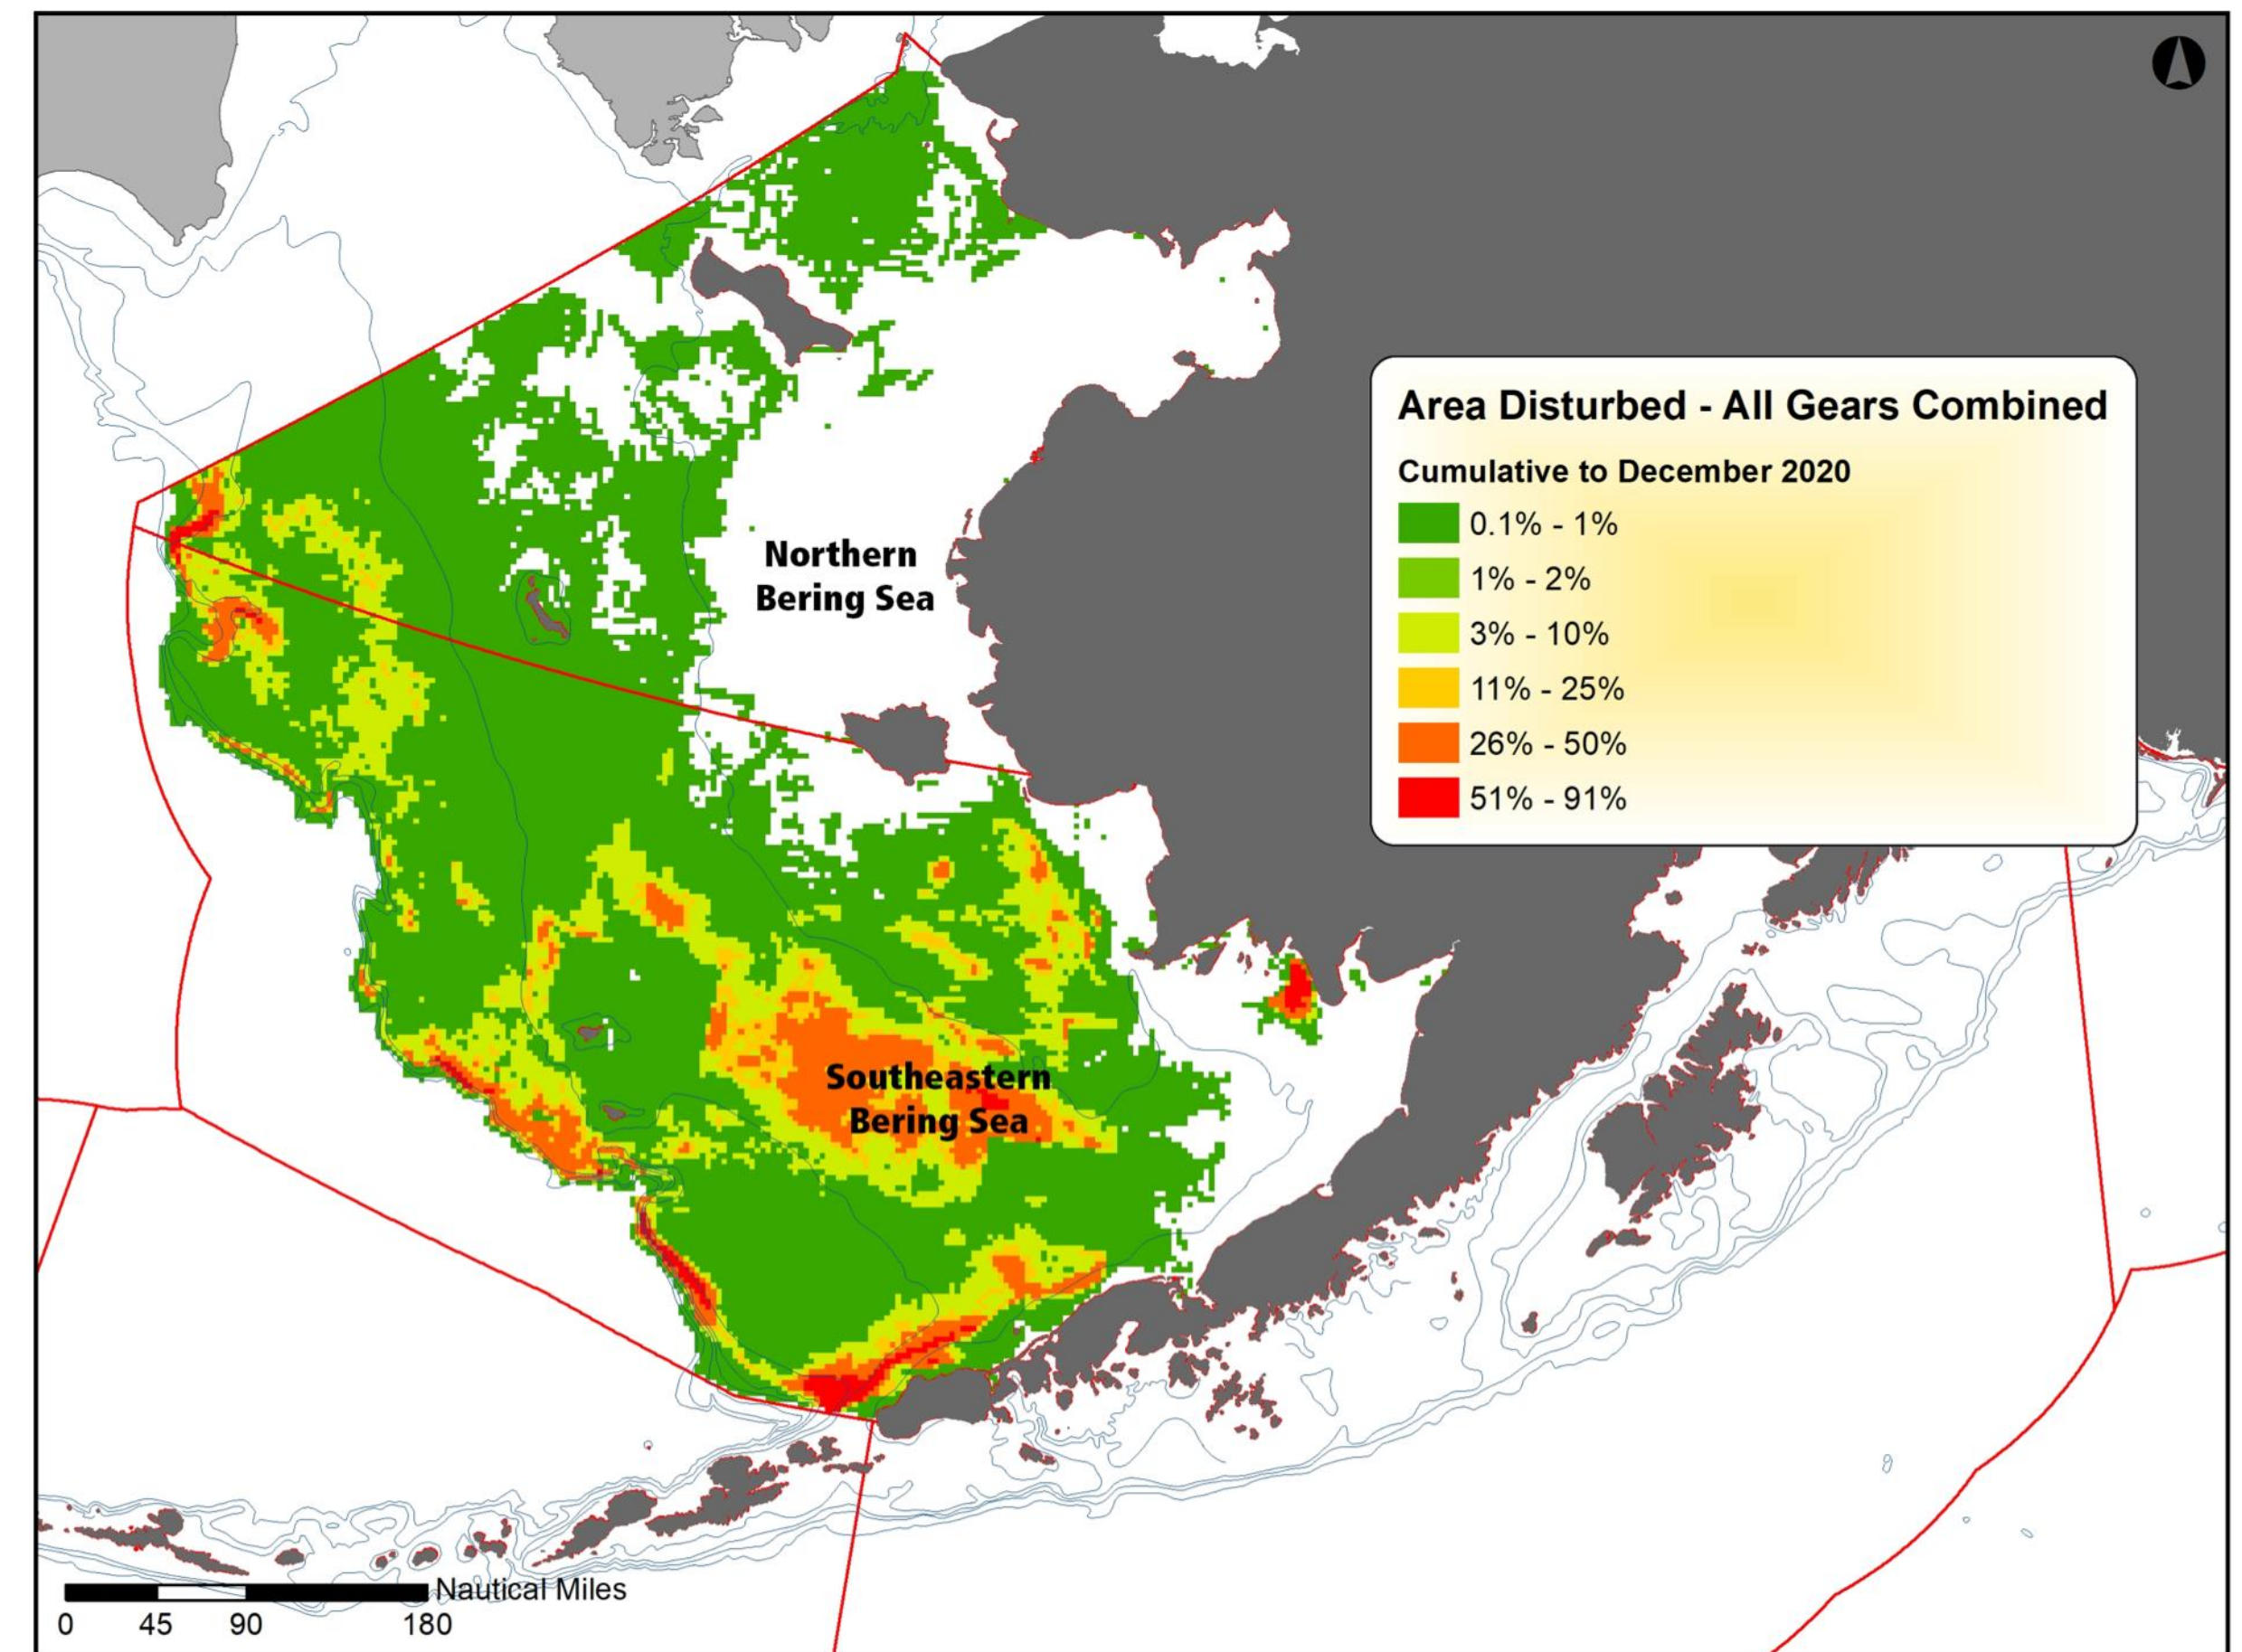 Area Disturbed - All Gears Combined
Cumulative to December 2020
0.1% - 1%
1% - 2%
3% - 10%
11% - 25%
26% - 50%
51% - 91%
Northern
Bering Sea
Southeastern
Bering Sea
Nautical Miles
0 45 90 180